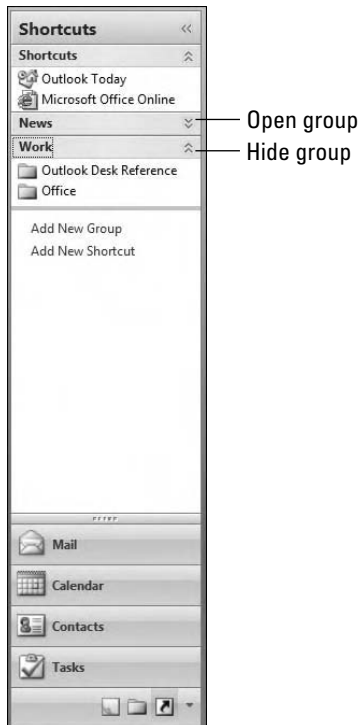 Shortcuts
Shortcuts
Outlook Today
Microsoft Office Online
News
Open group
Work
Hide group
Outlook Desk Reference
Office
Add New Group
Add New Shortcut
Mail
Calendar
Contacts
Tasks